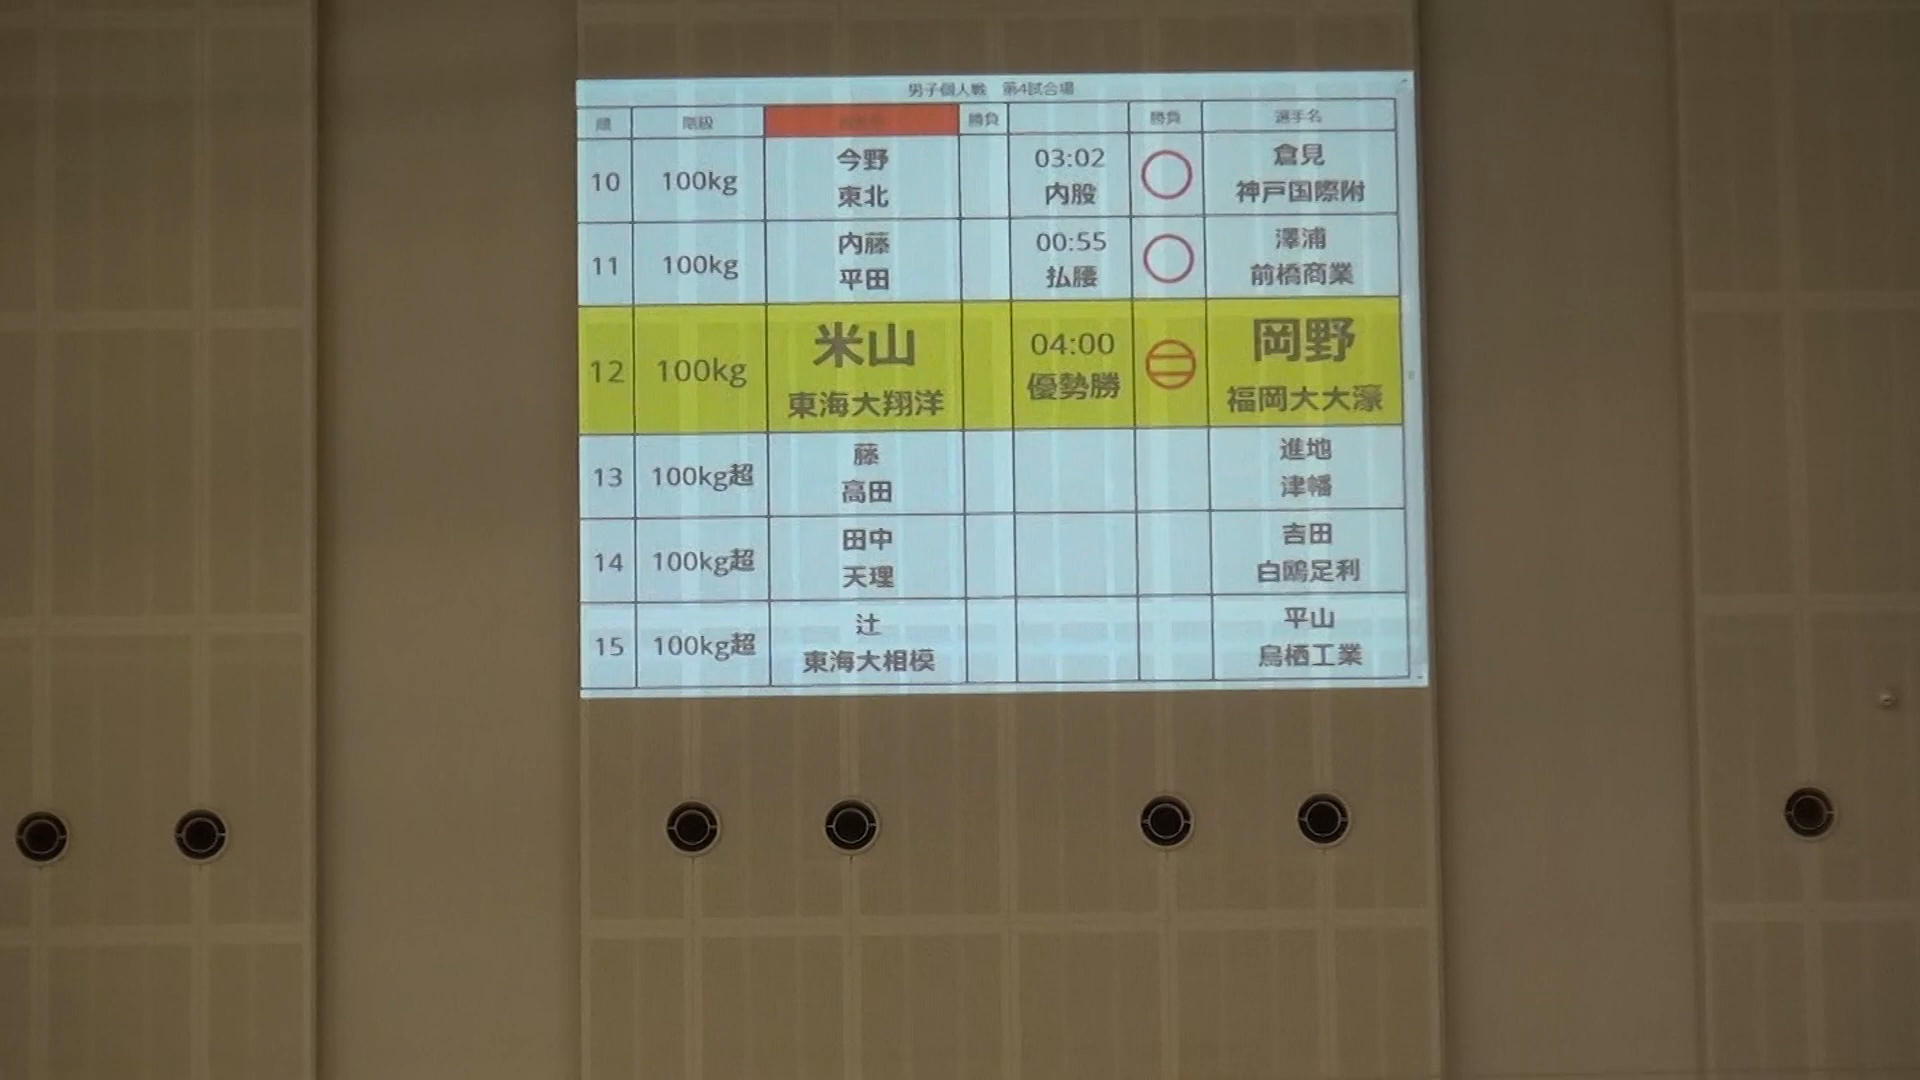 男子個人戦　第4試合場
順 階級 勝負 勝負 選手名
10 100kg 今野 東北 03:02 内股 ○ 倉見 神戸国際附
11 100kg 内藤 平田 00:55 払腰 ○ 澤浦 前橋商業
12 100kg 米山 東海大翔洋 04:00 優勢勝 岡野 福岡大大濠
13 100kg超 藤 高田 進地 津幡
14 100kg超 田中 天理 吉田 白鴎足利
15 100kg超 辻 東海大相模 平山 鳥栖工業